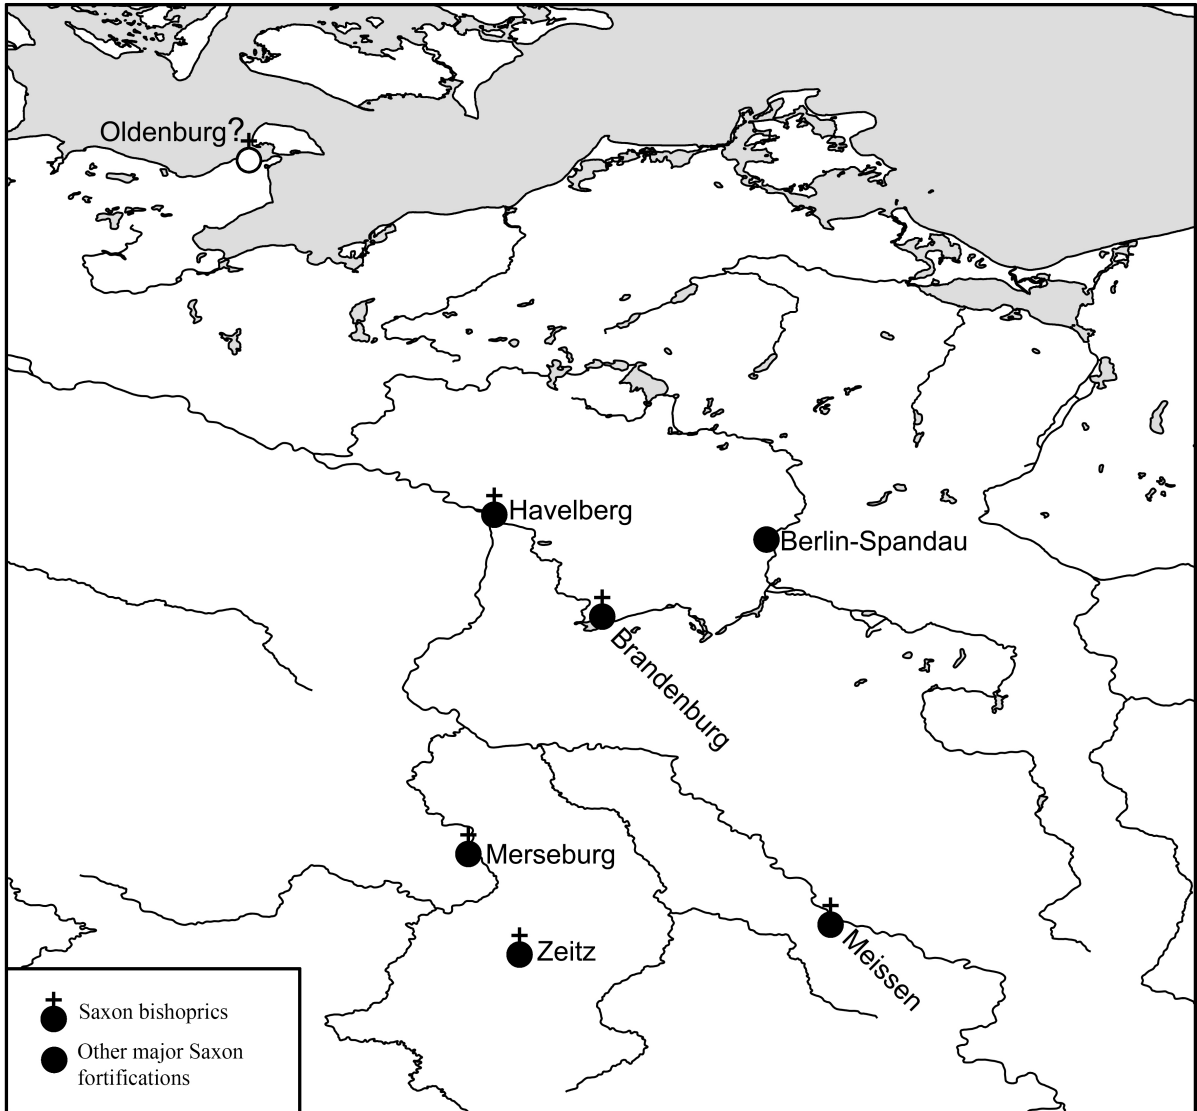 Oldenburg?
Havelberg
Berlin-Spandau
Brandenburg
Merseburg
Zeitz
Meissen
Saxon bishoprics
Other major Saxon
fortifications